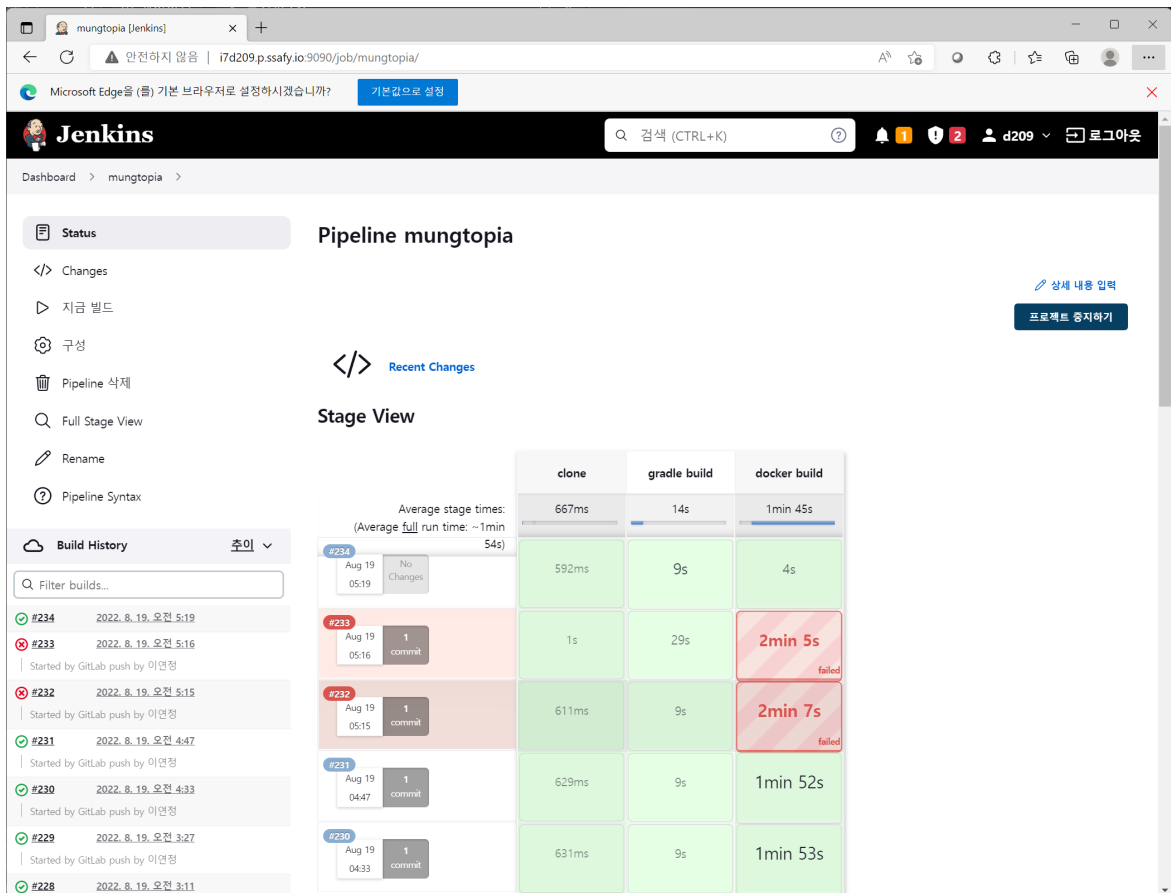 mungtopia [Jenkins]
안전하지 않음 | i7d209.p.ssafy.io:9090/job/mungtopia/
Microsoft Edge을 (를) 기본 브라우저로 설정하시겠습니까? 기본값으로 설정
Jenkins 검색 (CTRL+K) 1 2 d209 로그아웃
Dashboard > mungtopia >
Status
Changes
지금 빌드
구성
Pipeline 삭제
Full Stage View
Rename
Pipeline Syntax
Build History 추이
Filter builds...
#234 2022. 8. 19. 오전 5:19
#233 2022. 8. 19. 오전 5:16
Started by GitLab push by 이연정
#232 2022. 8. 19. 오전 5:15
Started by GitLab push by 이연정
#231 2022. 8. 19. 오전 4:47
Started by GitLab push by 이연정
#230 2022. 8. 19. 오전 4:33
Started by GitLab push by 이연정
#229 2022. 8. 19. 오전 3:27
Started by GitLab push by 이연정
#228 2022. 8. 19. 오전 3:11
Pipeline mungtopia
상세 내용 입력
프로젝트 중지하기
Recent Changes
Stage View
clone gradle build docker build
Average stage times: 667ms 14s 1min 45s
(Average full run time: ~1min
54s)
#234
Aug 19 No
Changes
05:19
592ms 9s 4s
#233
Aug 19 1
commit
05:16
1s 29s 2min 5s
failed
#232
Aug 19 1
commit
05:15
611ms 9s 2min 7s
failed
#231
Aug 19 1
commit
04:47
629ms 9s 1min 52s
#230
Aug 19 1
commit
04:33
631ms 9s 1min 53s